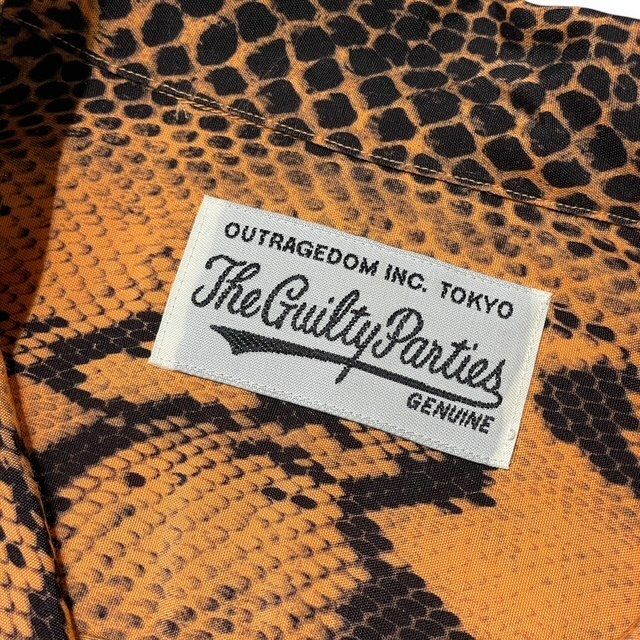 OUTRAGEDOM INC. TOKYO
The Guilty Parties
GENUINE